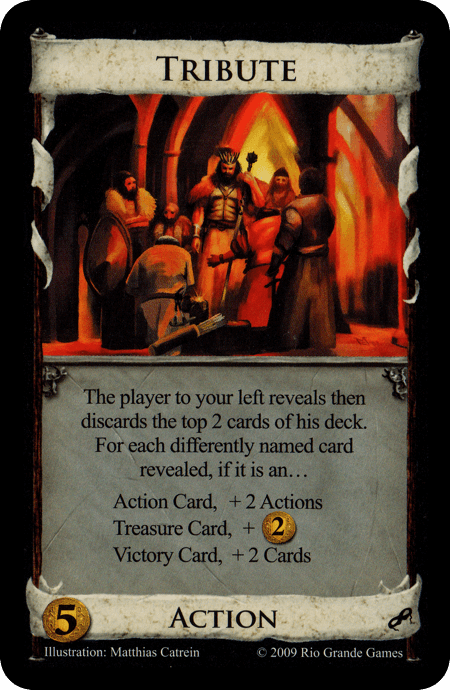 TRIBUTE
The player to your left reveals then
discards the top 2 cards of his deck.
For each differently named card
revealed, if it is an…
Action Card, + 2 Actions
Treasure Card, + 2
Victory Card, + 2 Cards
5 ACTION
Illustration: Matthias Catrein © 2009 Rio Grande Games